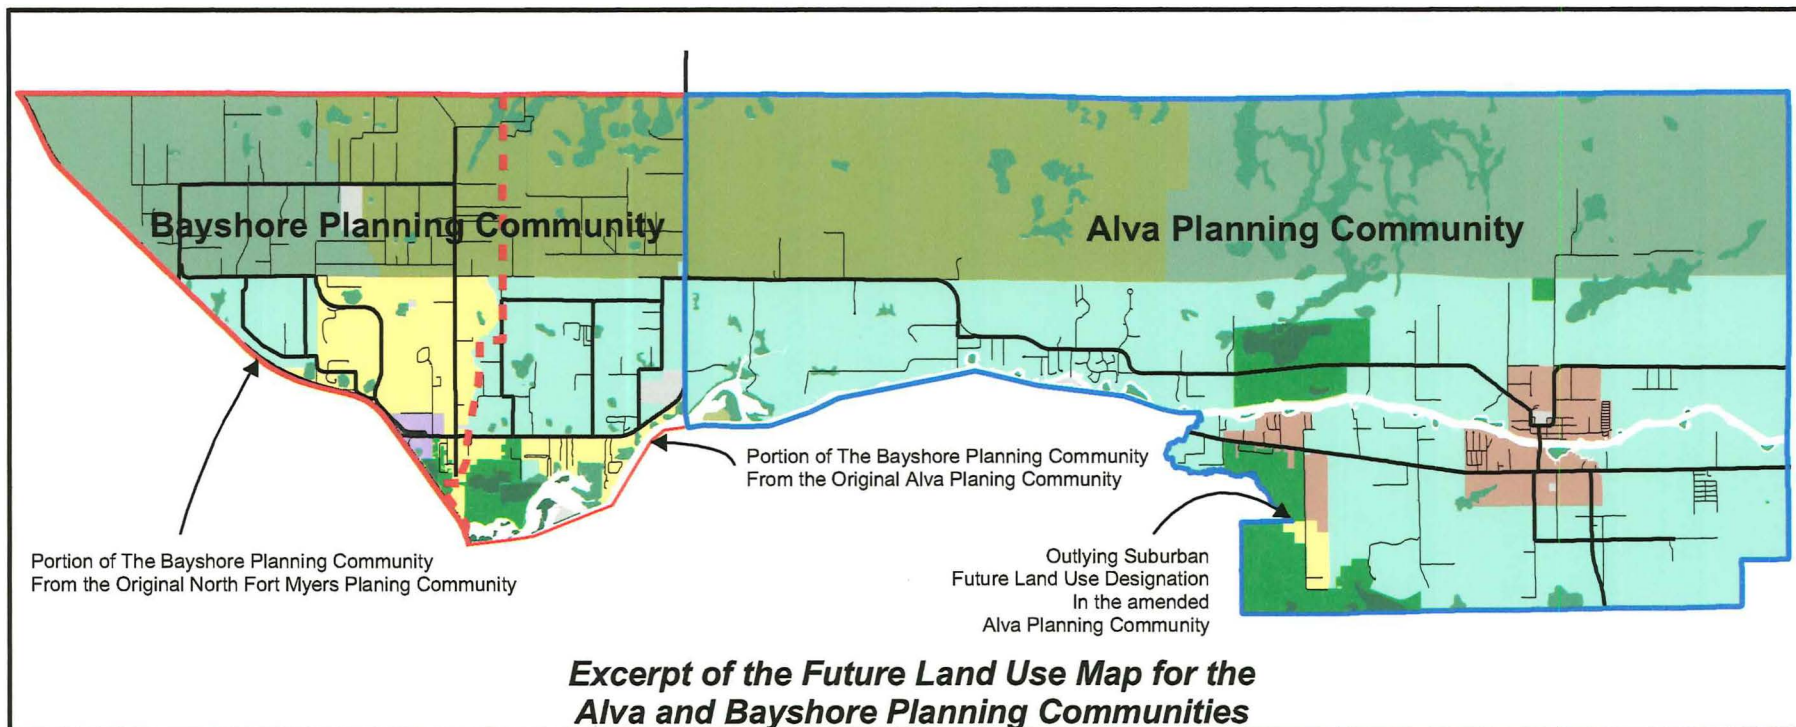 Bayshore Planning Community
Alva Planning Community
Portion of The Bayshore Planning Community
From the Original Alva Planing Community
Portion of The Bayshore Planning Community
From the Original North Fort Myers Planing Community
Outlying Suburban
Future Land Use Designation
In the amended
Alva Planning Community
Excerpt of the Future Land Use Map for the
Alva and Bayshore Planning Communities